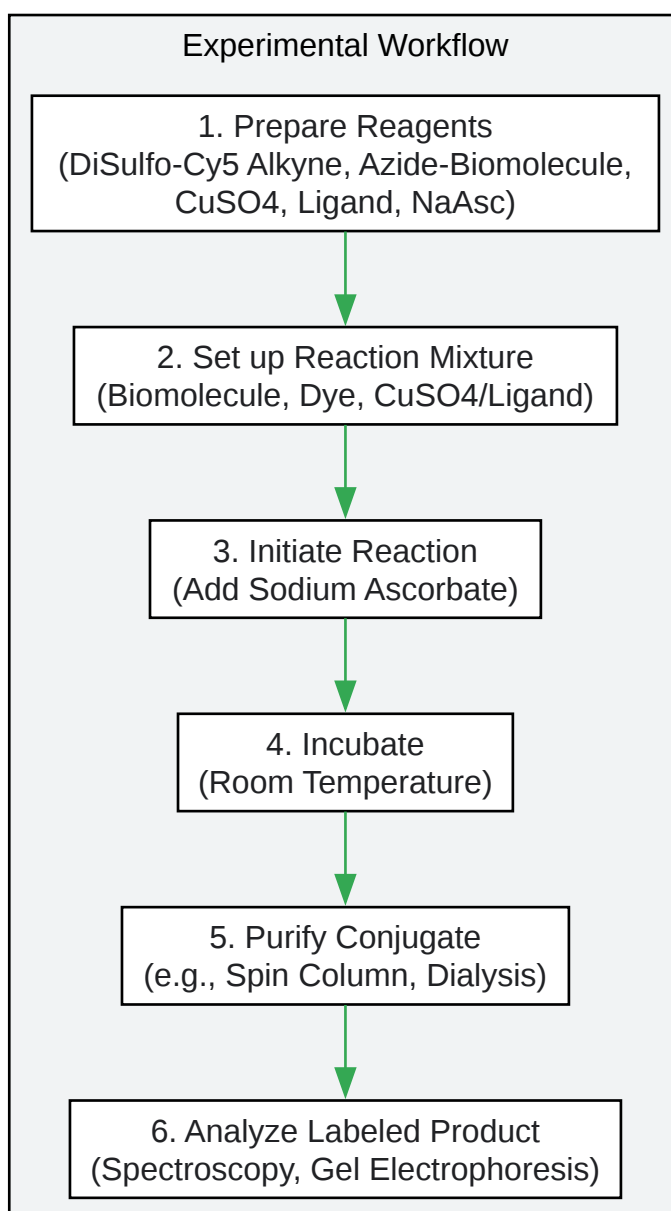 Experimental Workflow
1. Prepare Reagents
(DiSulfo-Cy5 Alkyne, Azide-Biomolecule,
CuSO4, Ligand, NaAsc)
2. Set up Reaction Mixture
(Biomolecule, Dye, CuSO4/Ligand)
3. Initiate Reaction
(Add Sodium Ascorbate)
4. Incubate
(Room Temperature)
5. Purify Conjugate
(e.g., Spin Column, Dialysis)
6. Analyze Labeled Product
(Spectroscopy, Gel Electrophoresis)